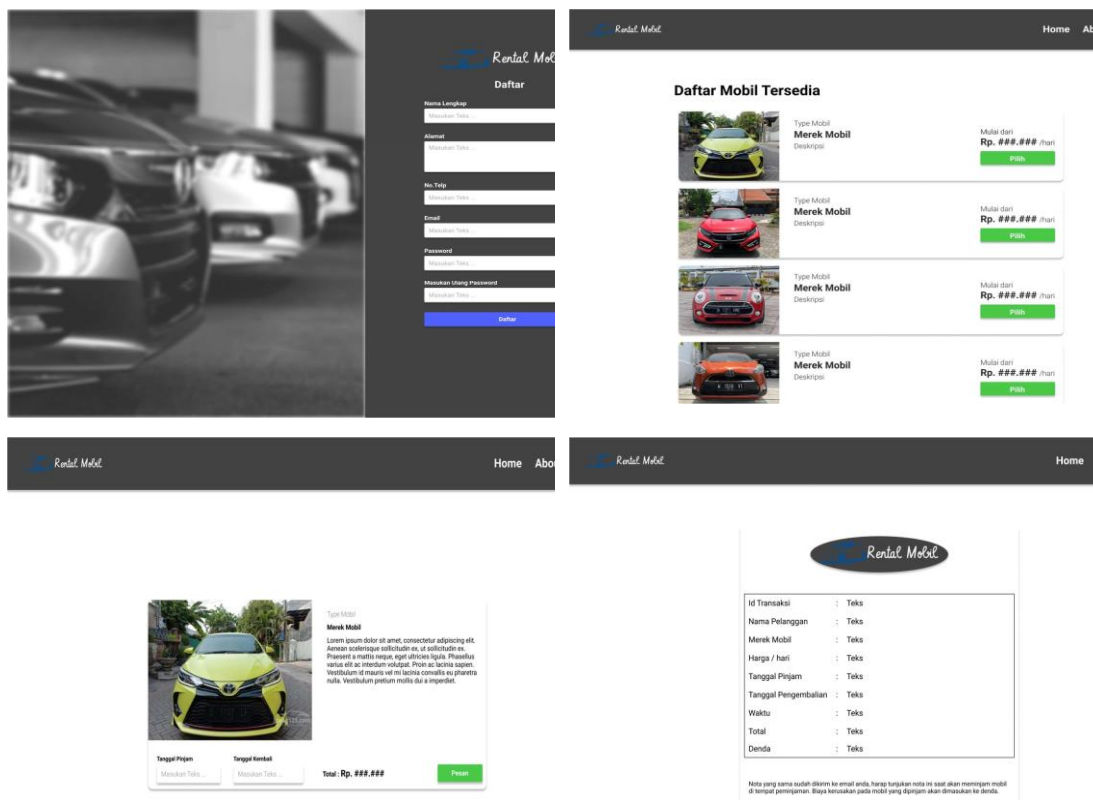 Rental Mob
Daftar
Nama Lengkap
Masukan Teks ...
Alamat
Masukan Teks ...
No.Telp
Masukan Teks ...
Email
Masukan Teks ...
Password
Masukan Teks ...
Masukan Ulang Password
Masukan Teks ...
Daftar
Rental Mobil
Home Ab
Daftar Mobil Tersedia
Type Mobil
Merek Mobil
Deskripsi
Mulai dari
Rp. ###.### /hari
Pilih
Type Mobil
Merek Mobil
Deskripsi
Mulai dari
Rp. ###.### /hari
Pilih
Type Mobil
Merek Mobil
Deskripsi
Mulai dari
Rp. ###.### /hari
Pilih
Type Mobil
Merek Mobil
Deskripsi
Mulai dari
Rp. ###.### /hari
Pilih
Rental Mobil
Home Abou
Type Mobil
Merek Mobil
Lorem ipsum dolor sit amet, consectetur adipiscing elit.
Aenean scelerisque sollicitudin ex, ut sollicitudin ex.
Praesent a mattis neque, eget ultricies ligula. Phasellus
varius elit ac interdum volutpat. Proin ac lacinia sapien.
Vestibulum id mauris vel mi lacinia convallis eu pharetra
nulla. Vestibulum pretium mollis dui a imperdiet.
Tanggal Pinjam
Masukan Teks ...
Tanggal Kembali
Masukan Teks ...
Total : Rp. ###.###
Pesan
Rental Mobil
Home
Rental Mobil
Id Transaksi : Teks
Nama Pelanggan : Teks
Merek Mobil : Teks
Harga / hari : Teks
Tanggal Pinjam : Teks
Tanggal Pengembalian : Teks
Waktu : Teks
Total : Teks
Denda : Teks
Nota yang sama sudah dikirim ke email anda, harap tunjukan nota ini saat akan meminjam mobil
di tempat peminjaman. Biaya kerusakan pada mobil yang dipinjam akan dimasukan ke denda.